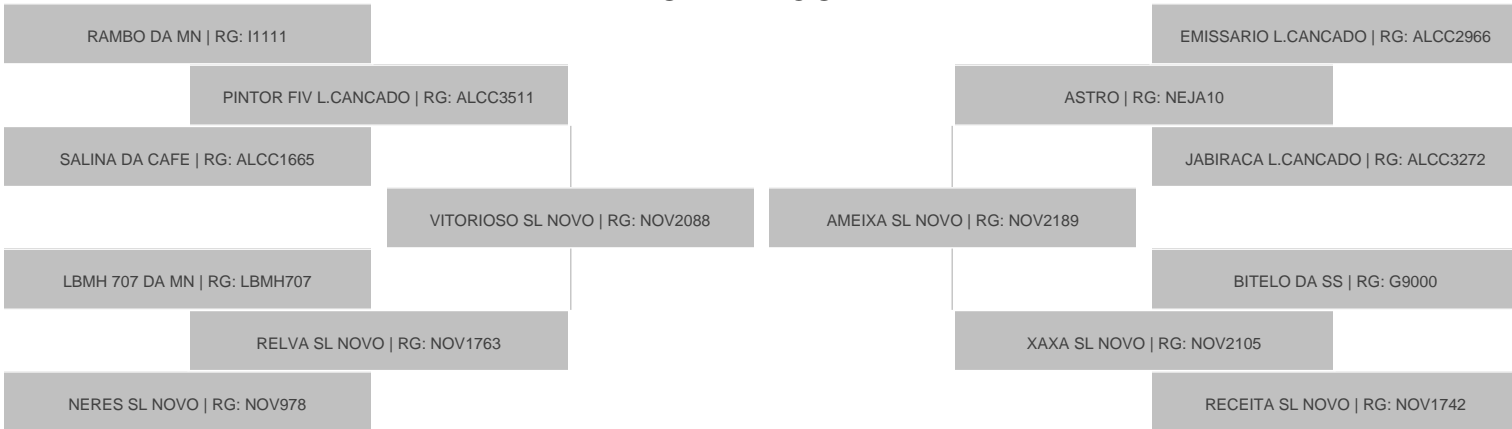 RAMBO DA MN | RG: I1111
EMISSARIO L.CANCADO | RG: ALCC2966
PINTOR FIV L.CANCADO | RG: ALCC3511
ASTRO | RG: NEJA10
SALINA DA CAFE | RG: ALCC1665
JABIRACA L.CANCADO | RG: ALCC3272
VITORIOSO SL NOVO | RG: NOV2088
AMEIXA SL NOVO | RG: NOV2189
LBMH 707 DA MN | RG: LBMH707
BITELO DA SS | RG: G9000
RELVA SL NOVO | RG: NOV1763
XAXA SL NOVO | RG: NOV2105
NERES SL NOVO | RG: NOV978
RECEITA SL NOVO | RG: NOV1742